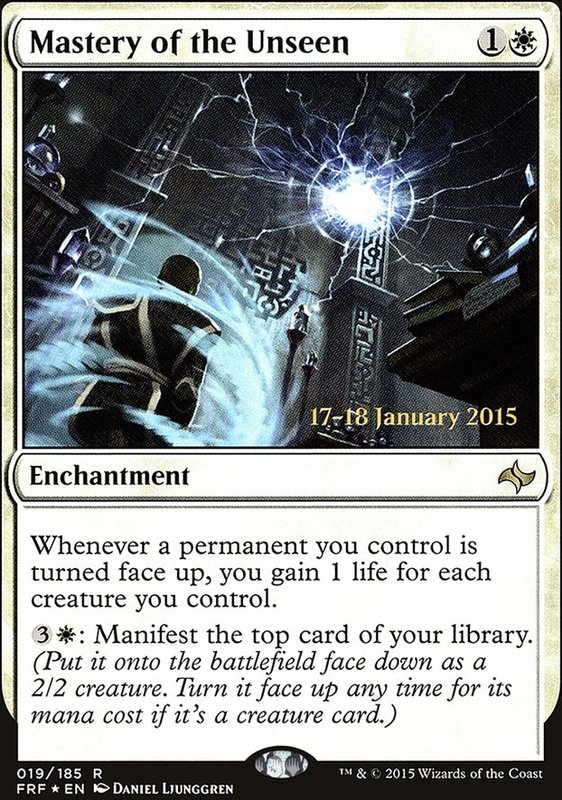 Mastery of the Unseen 1
17-18 January 2015
Enchantment
Whenever a permanent you control is
turned face up, you gain 1 life for each
creature you control.
3 : Manifest the top card of your library.
(Put it onto the battlefield face down as a
2/2 creature. Turn it face up any time for its
mana cost if it's a creature card.)
019/185 R
FRF ★ EN Daniel Ljunggren
™ & © 2015 Wizards of the Coast